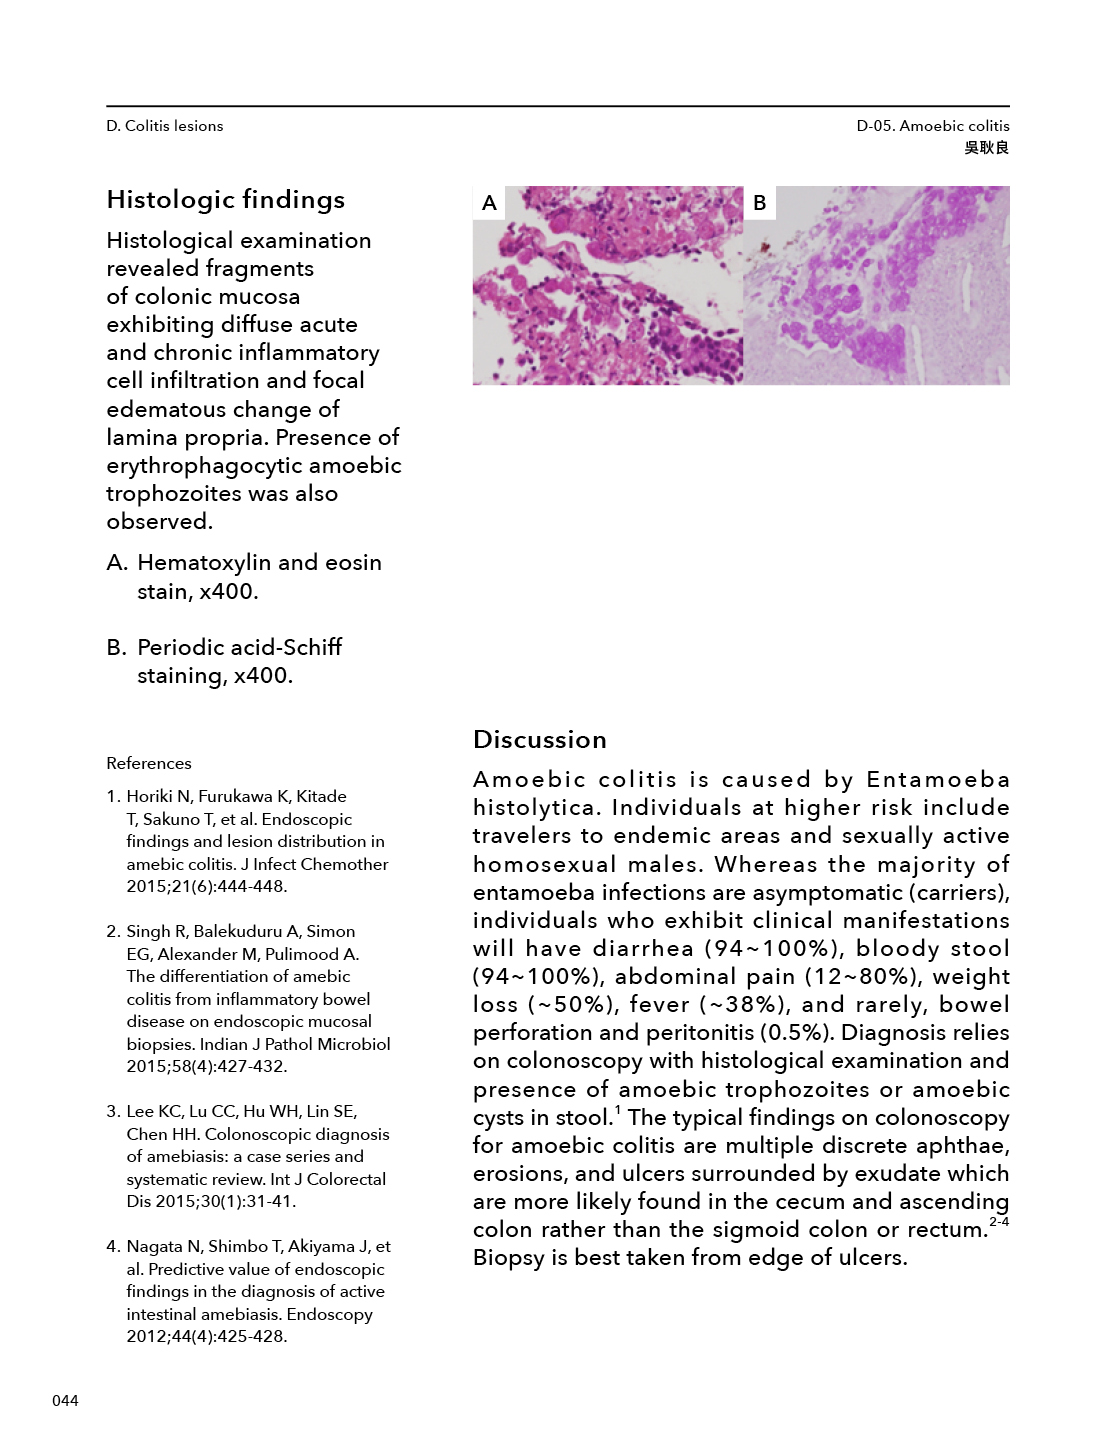 D. Colitis lesions
D-05. Amoebic colitis
吳耿良
Histologic findings
Histological examination
revealed fragments
of colonic mucosa
exhibiting diffuse acute
and chronic inflammatory
cell infiltration and focal
edematous change of
lamina propria. Presence of
erythrophagocytic amoebic
trophozoites was also
observed.
A. Hematoxylin and eosin
stain, x400.
B. Periodic acid-Schiff
staining, x400.
A
B
References
1. Horiki N, Furukawa K, Kitade
T, Sakuno T, et al. Endoscopic
findings and lesion distribution in
amebic colitis. J Infect Chemother
2015;21(6):444-448.
2. Singh R, Balekuduru A, Simon
EG, Alexander M, Pulimood A.
The differentiation of amebic
colitis from inflammatory bowel
disease on endoscopic mucosal
biopsies. Indian J Pathol Microbiol
2015;58(4):427-432.
3. Lee KC, Lu CC, Hu WH, Lin SE,
Chen HH. Colonoscopic diagnosis
of amebiasis: a case series and
systematic review. Int J Colorectal
Dis 2015;30(1):31-41.
4. Nagata N, Shimbo T, Akiyama J, et
al. Predictive value of endoscopic
findings in the diagnosis of active
intestinal amebiasis. Endoscopy
2012;44(4):425-428.
Discussion
Amoebic colitis is caused by Entamoeba
histolytica. Individuals at higher risk include
travelers to endemic areas and sexually active
homosexual males. Whereas the majority of
entamoeba infections are asymptomatic (carriers),
individuals who exhibit clinical manifestations
will have diarrhea (94~100%), bloody stool
(94~100%), abdominal pain (12~80%), weight
loss (~50%), fever (~38%), and rarely, bowel
perforation and peritonitis (0.5%). Diagnosis relies
on colonoscopy with histological examination and
presence of amoebic trophozoites or amoebic
cysts in stool.1 The typical findings on colonoscopy
for amoebic colitis are multiple discrete aphthae,
erosions, and ulcers surrounded by exudate which
are more likely found in the cecum and ascending
colon rather than the sigmoid colon or rectum.2-4
Biopsy is best taken from edge of ulcers.
044